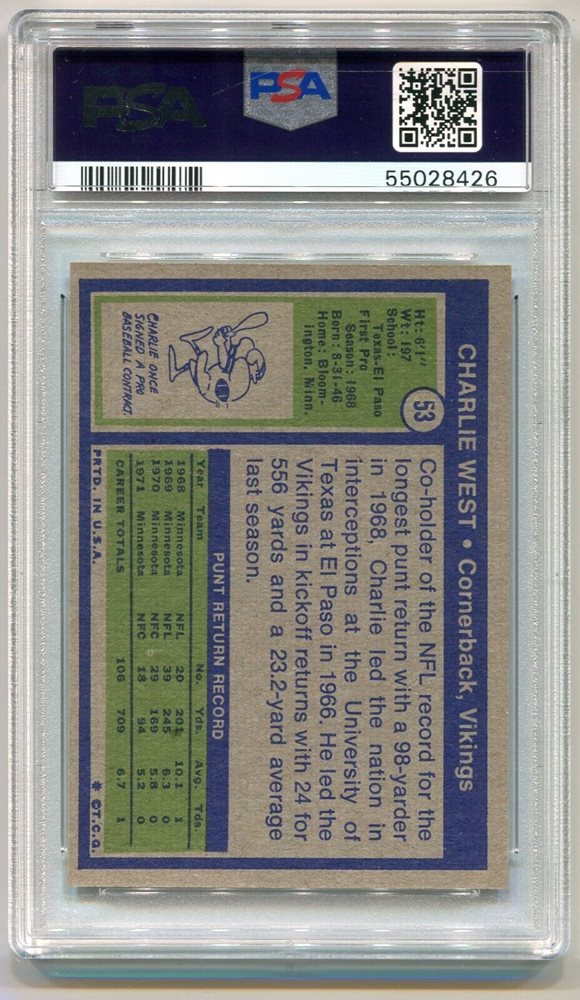 PSA
PSA
55028426
CHARLIE WEST • Cornerback, Vikings
53
Ht: 6'1"
Wt: 197
School:
Texas-El Paso
First Pro
Season: 1968
Born: 8-31-46
Home: Bloom-
ington, Minn.
CHARLIE ONCE
SIGNED A PRO
BASEBALL CONTRACT.
Co-holder of the NFL record for the
longest punt return with a 98-yarder
in 1968, Charlie led the nation in
interceptions at the University of
Texas at El Paso in 1966. He led the
Vikings in kickoff returns with 24 for
556 yards and a 23.2-yard average
last season.
PUNT RETURN RECORD
Year Team No. Yds. Avg. Tds.
1968 Minnesota NFL 20 201 10.1 1
1969 Minnesota NFL 39 245 6.3 0
1970 Minnesota NFC 29 169 5.8 0
1971 Minnesota NFC 18 94 5.2 0
CAREER TOTALS 106 709 6.7 1
PRTD. IN U.S.A. * ©T.C.G.